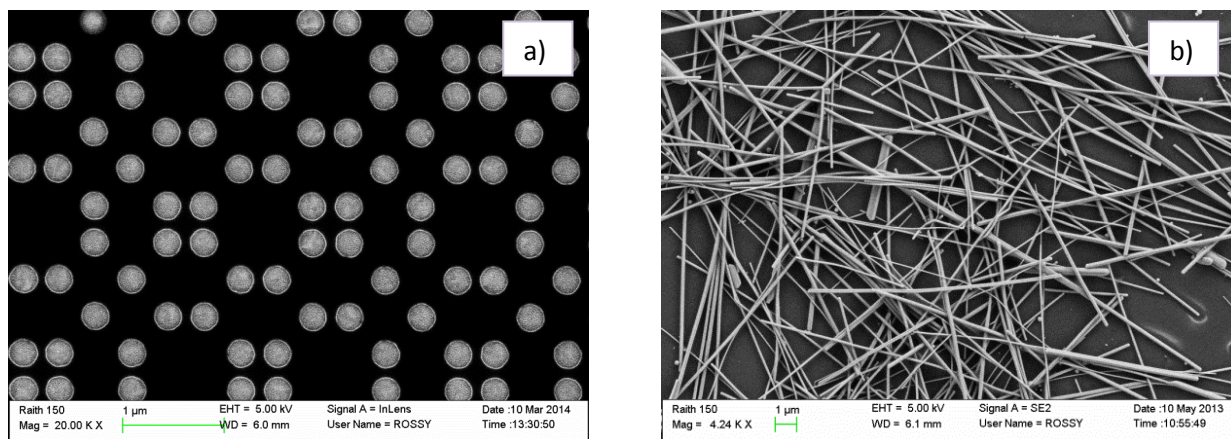 a)
Raith 150 1 µm EHT = 5.00 kV Signal A = InLens Date :10 Mar 2014
Mag = 20.00 K X WD = 6.0 mm User Name = ROSSY Time :13:30:50
b)
Raith 150 1 µm EHT = 5.00 kV Signal A = SE2 Date :10 May 2013
Mag = 4.24 K X WD = 6.1 mm User Name = ROSSY Time :10:55:49